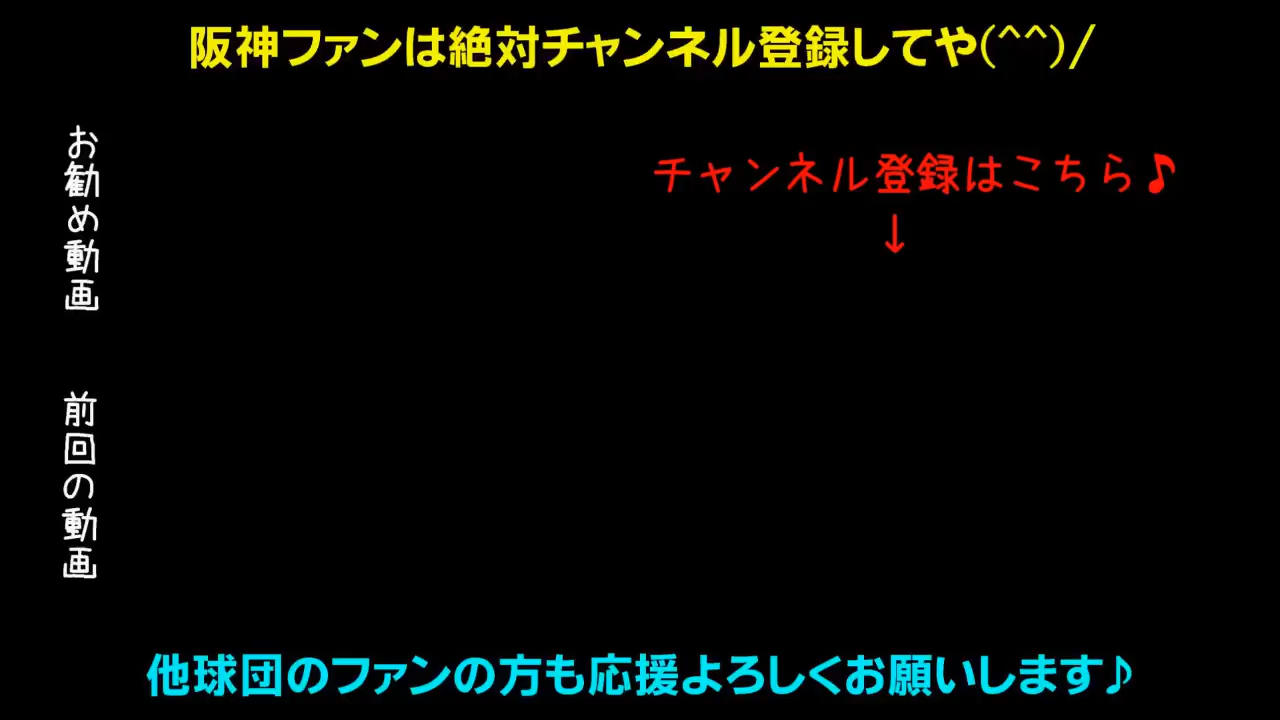 阪神ファンは絶対チャンネル登録してや(^^)/
お勧め動画
チャンネル登録はこちら♪
↓
前回の動画
他球団のファンの方も応援よろしくお願いします♪